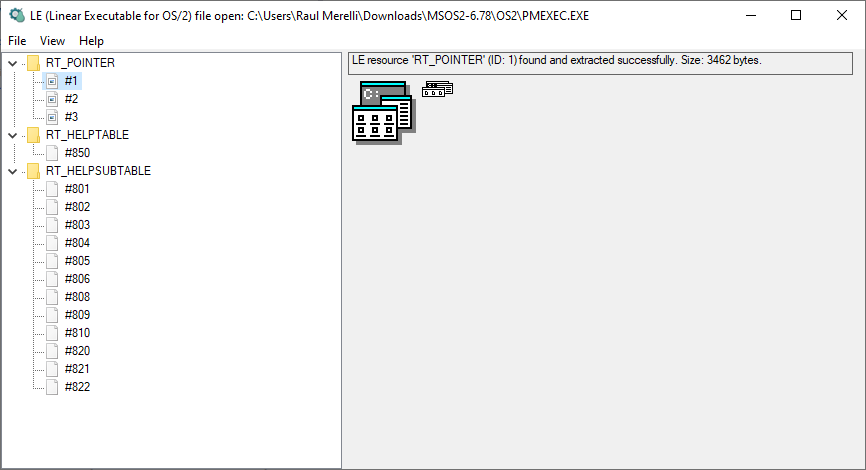 LE (Linear Executable for OS/2) file open: C:\Users\Raul Merelli\Downloads\MSOS2-6.78\OS2\PMEXEC.EXE
File View Help
RT_POINTER
#1
#2
#3
RT_HELPTABLE
#850
RT_HELPSUBTABLE
#801
#802
#803
#804
#805
#806
#808
#809
#810
#820
#821
#822
LE resource 'RT_POINTER' (ID: 1) found and extracted successfully. Size: 3462 bytes.
C: